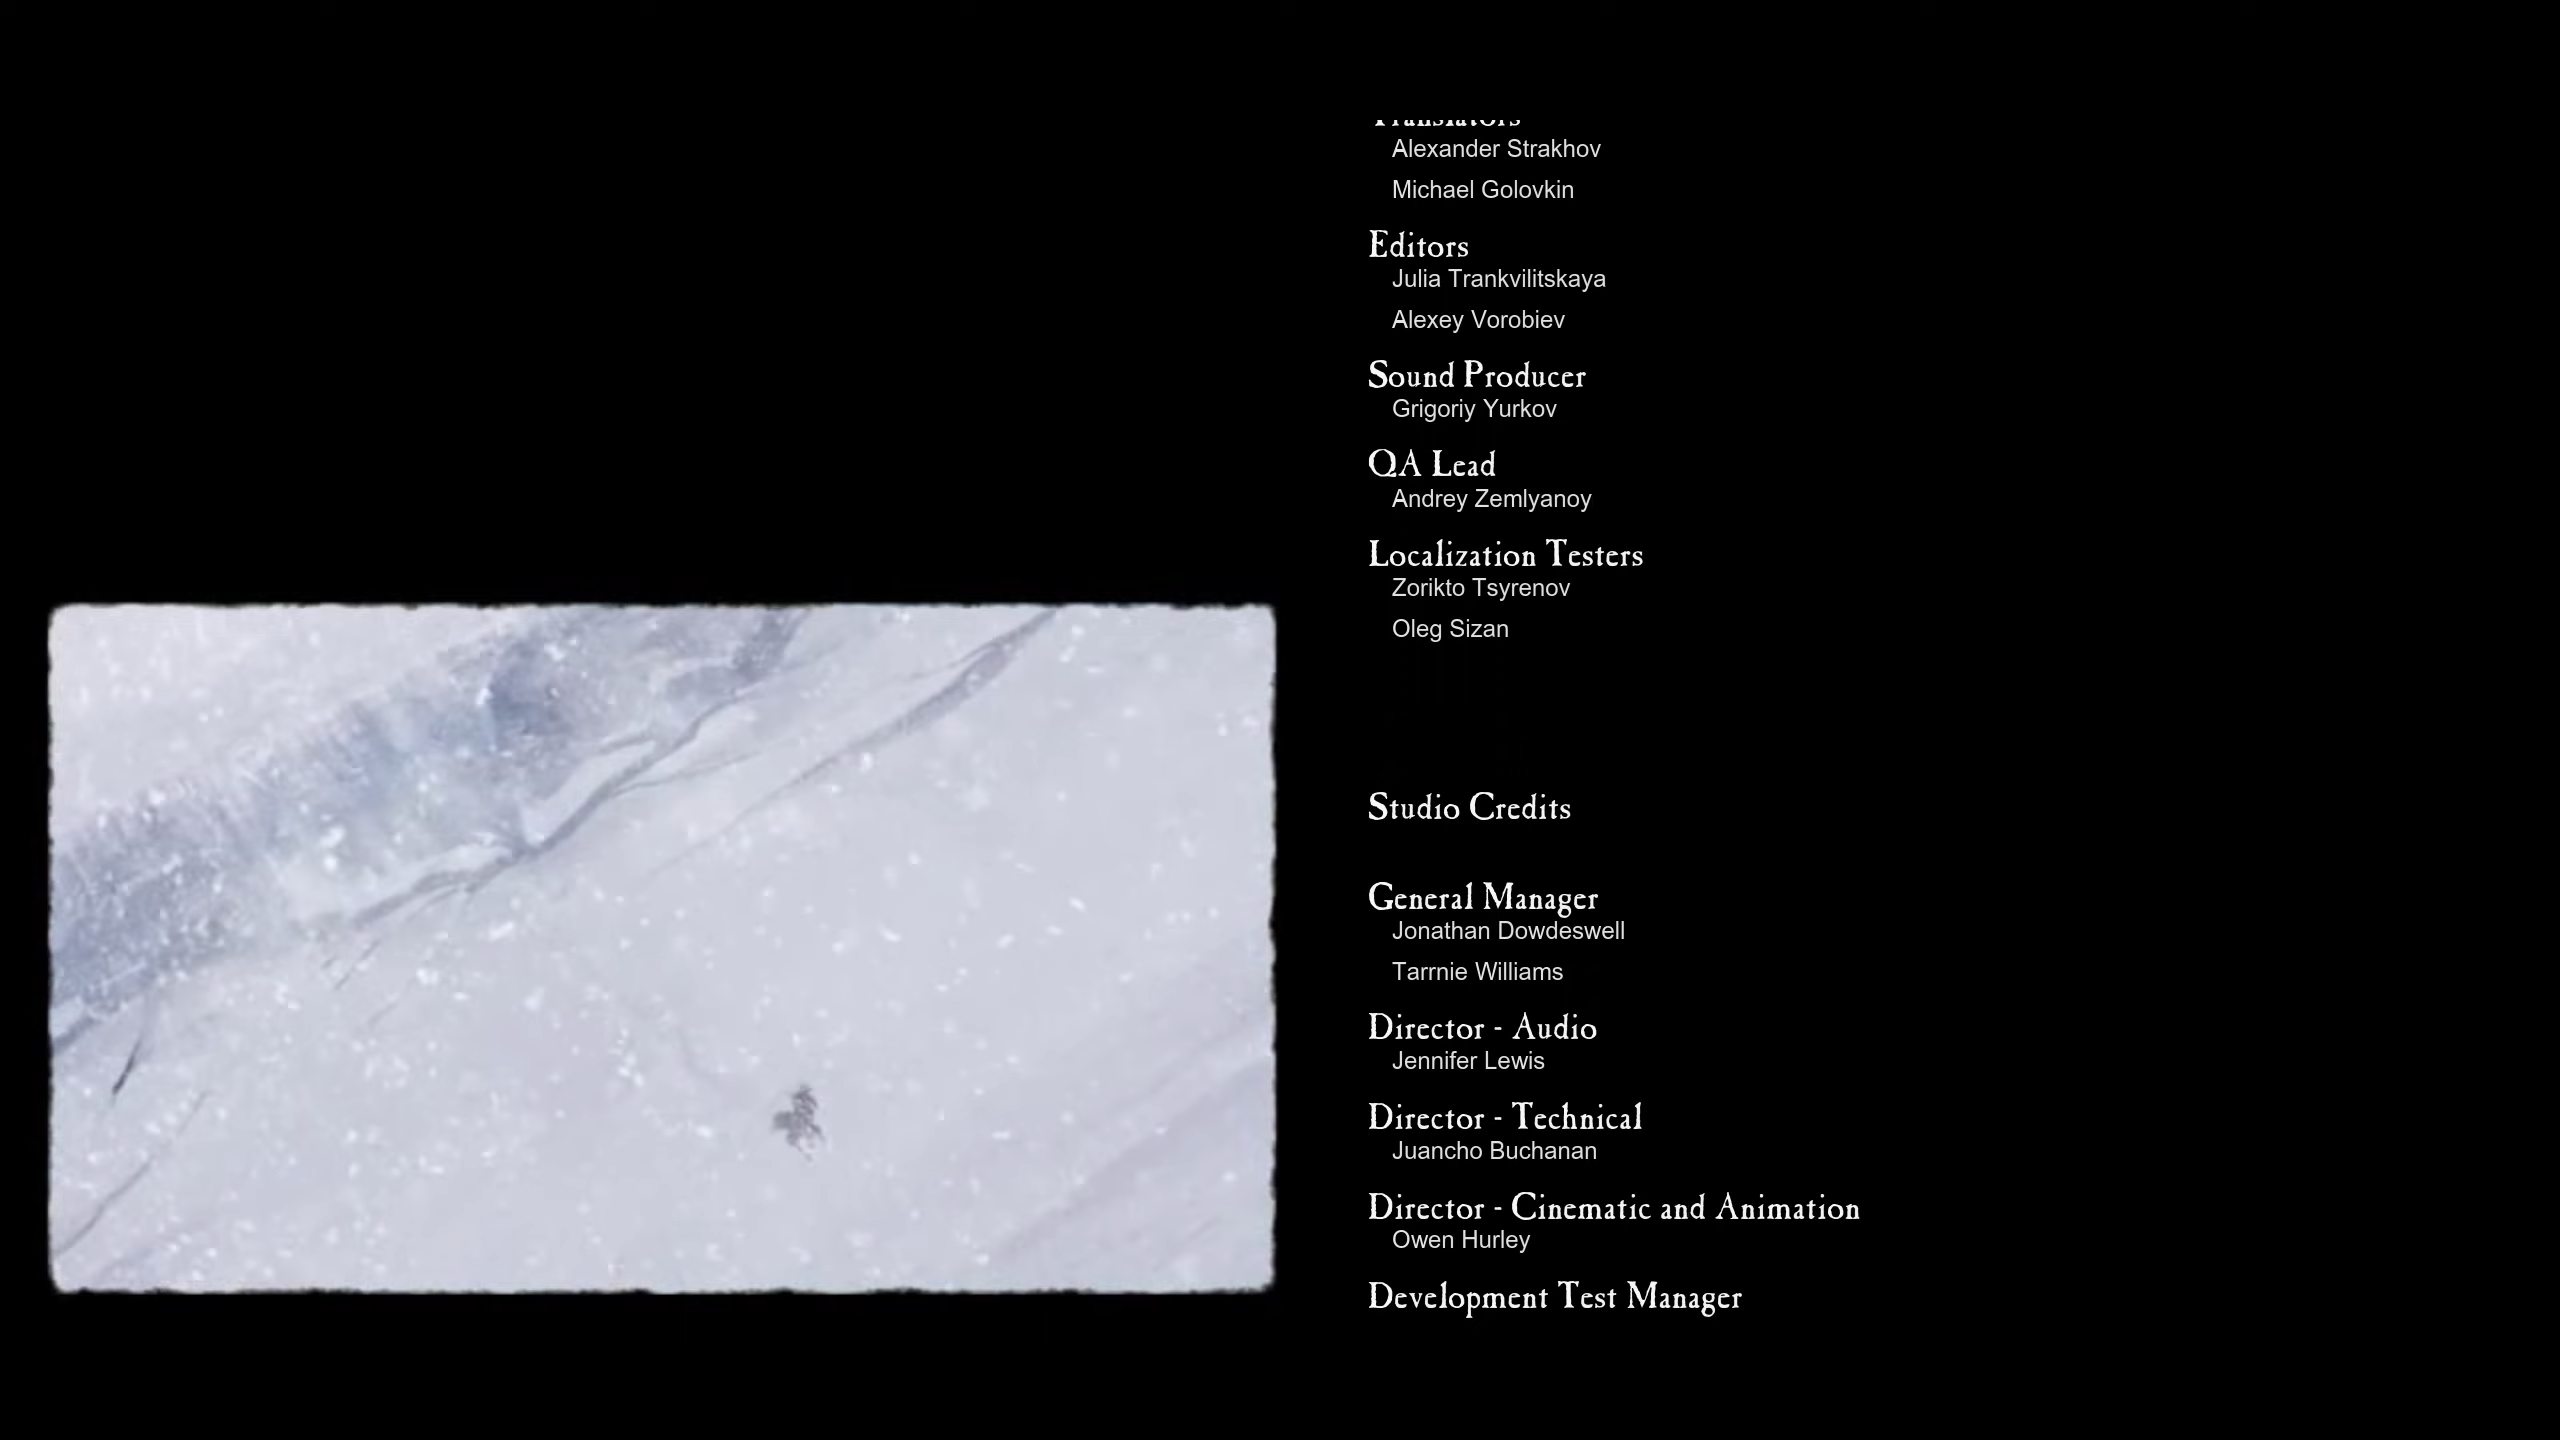 Translators
Alexander Strakhov
Michael Golovkin
Editors
Julia Trankvilitskaya
Alexey Vorobiev
Sound Producer
Grigoriy Yurkov
QA Lead
Andrey Zemlyanoy
Localization Testers
Zorikto Tsyrenov
Oleg Sizan
Studio Credits
General Manager
Jonathan Dowdeswell
Tarrnie Williams
Director - Audio
Jennifer Lewis
Director - Technical
Juancho Buchanan
Director - Cinematic and Animation
Owen Hurley
Development Test Manager